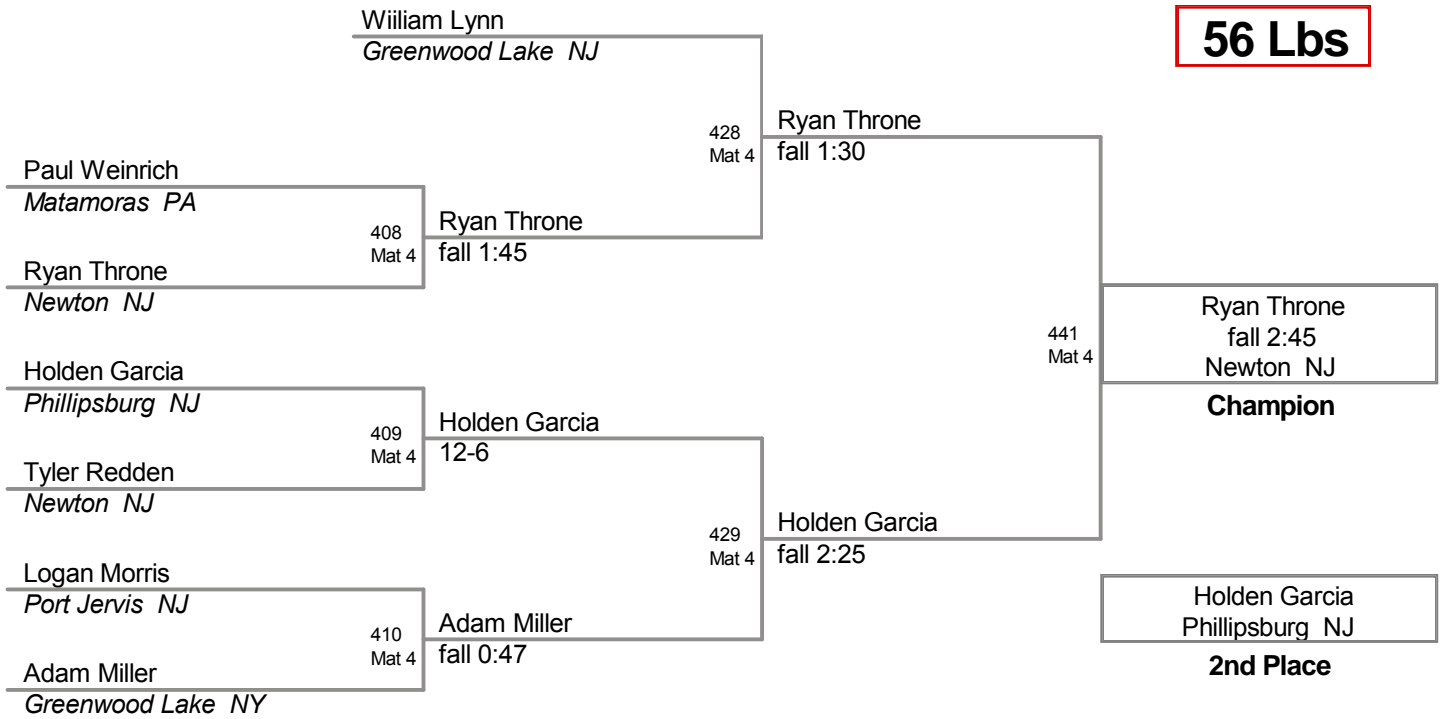 Wiiliam Lynn
Greenwood Lake NJ
56 Lbs
428
Mat 4
Ryan Throne
fall 1:30
Paul Weinrich
Matamoras PA
408
Mat 4
Ryan Throne
fall 1:45
Ryan Throne
Newton NJ
441
Mat 4
Ryan Throne
fall 2:45
Newton NJ
Champion
Holden Garcia
Phillipsburg NJ
409
Mat 4
Holden Garcia
12-6
Tyler Redden
Newton NJ
429
Mat 4
Holden Garcia
fall 2:25
Logan Morris
Port Jervis NJ
410
Mat 4
Adam Miller
fall 0:47
Adam Miller
Greenwood Lake NY
Holden Garcia
Phillipsburg NJ
2nd Place